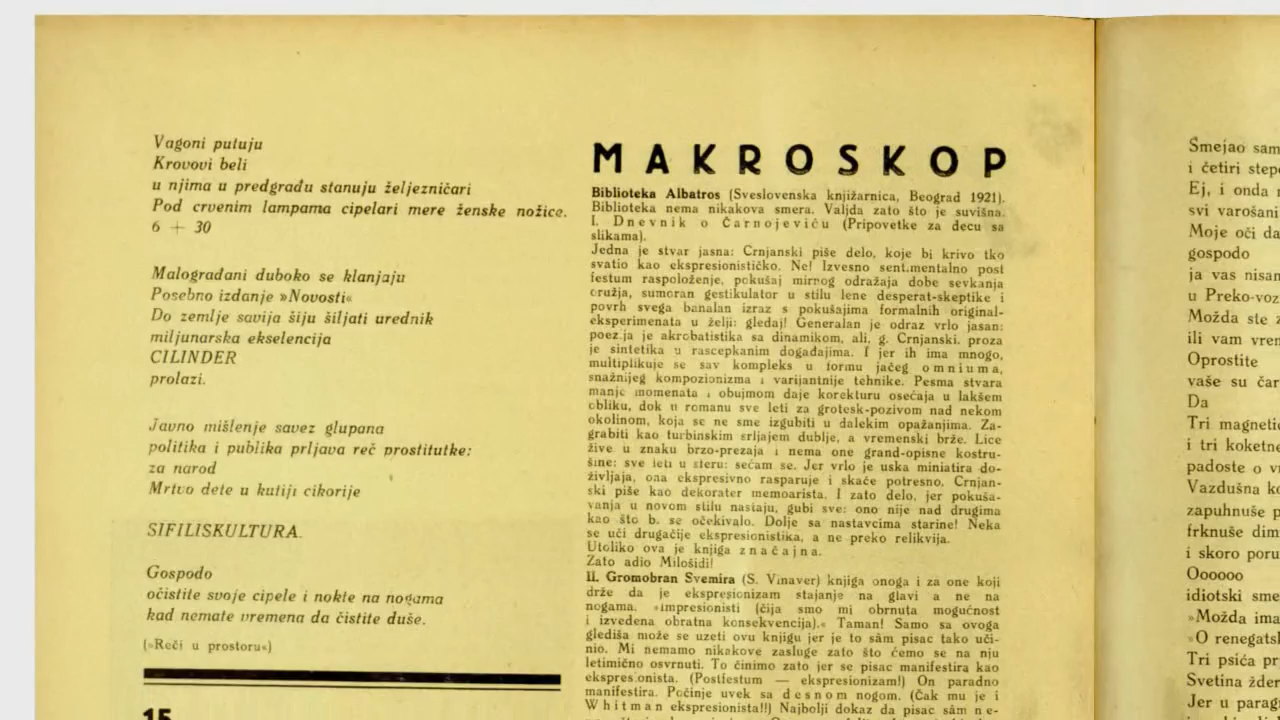 Vagoni putuju
Krovovi beli
u njima u predgrađu stanuju željezničari
Pod crvenim lampama cipelari mere ženske nožice.
6 + 30
Malograđani duboko se klanjaju
Posebno izdanje »Novosti«
Do zemlje savija šiju šiljati urednik
miljunarska ekselencija
CILINDER
prolazi.
Javno mišlenje savez glupana
politika i publika prljava reč prostitutke:
za narod
Mrtvo dete u kutiji cikorije
SIFILISKULTURA.
Gospodo
očistite svoje cipele i nokte na nogama
kad nemate vremena da čistite duše.
(»Reči u prostoru«)
15
MAKROSKOP
Biblioteka Albatros (Sveslovenska knjižarnica, Beograd 1921).
Biblioteka nema nikakova smera. Valjda zato što je suvišna.
I. Dnevnik o Čarnojeviću (Pripovetke za decu sa
slikama).
Jedna je stvar jasna: Crnjanski piše delo, koje bi krivo tko
svatio kao ekspresionističko. Ne! Izvesno sentimentalno post
festum raspoloženje, pokušaj mirnog odražaja dobe sevkanja
oružja, sumoran gestikulator u stilu lene desperat-skeptike i
povrh svega banalan izraz s pokušajima formalnih original-
eksperimenata u želji: gledaj! Generalan je odraz vrlo jasan:
poezija je akrobatistika sa dinamikom, ali, g. Crnjanski, proza
je sintetika u rascepkanim događajima. I jer ih ima mnogo,
multiplikuje se sav kompleks u formu jačeg omniuma,
snažnijeg kompozionizma i varijantnije tehnike. Pesma stvara
manje momenata i obujmom daje korekturu osećaja u lakšem
obliku, dok u romanu sve leti za grotesk-pozivom nad nekom
okolinom, koja se ne sme izgubiti u dalekim opažanjima. Za-
grabiti kao turbinskim srljajem dublje, a vremenski brže. Lice
žive u znaku brzo-prezaja i nema one grand-opisne kostru-
šine: sve leti u sferu: sećam se. Jer vrlo je uska miniatira do-
življaja, ona ekspresivno rasparuje i skače potresno. Crnjan-
ski piše kao dekorater memoarista. I zato delo, jer pokuša-
vanja u novom stilu nastaju, gubi sve: ono nije nad drugima
kao što b. se očekivalo. Dolje sa nastavcima starine! Neka
se uči drugačije ekspresionistika, a ne preko relikvija.
Utoliko ova je knjiga značajna.
Zato adio Milošidi!
II. Gromobran Svemira (S. Vinaver) knjiga onoga i za one koji
drže da je ekspresionizam stajanje na glavi a ne na
nogama. »Impresionisti (čija smo mi obrnuta mogućnost
i izvedena obratna konsekvencija).« Taman! Samo sa ovoga
glediša može se uzeti ovu knjigu jer je to sâm pisac tako uči-
nio. Mi nemamo nikakove zasluge zato što ćemo se na nju
letimično osvrnuti. To činimo zato jer se pisac manifestira kao
ekspresionista. (Postfestum — ekspresionizam!) On paradno
manifestira. Počinje uvek sa desnom nogom. (Čak mu je i
Whitman ekspresionista!!) Najbolji dokaz da pisac sâm ne-
Smejao sam
i četiri step
Ej, i onda
svi varošani
Moje oči da
gospodo
ja vas nisan
u Preko-voz
Možda ste
ili vam vren
Oprostite
vaše su čar
Da
Tri magneti
i tri koketne
padoste o v
Vazdušna k
zapuhnuše p
frknuše dim
i skoro poru
Ooooo
idiotski sme
»Možda ima
»O renegats
Tri psića pr
Svetina žder
Jer u parag